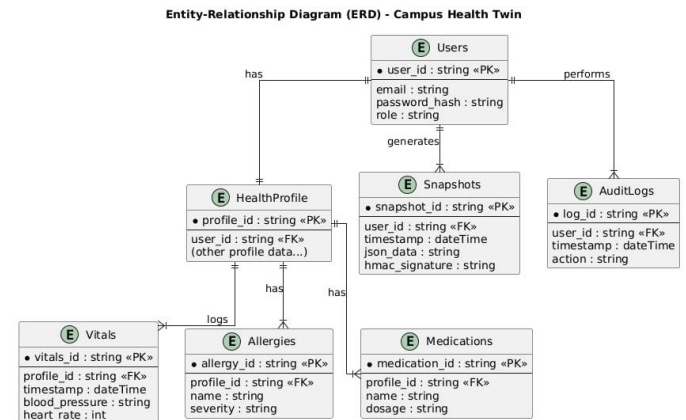 Entity-Relationship Diagram (ERD) - Campus Health Twin
E Users
user_id : string «PK»
email : string
password_hash : string
role : string
has
performs
generates
E HealthProfile
profile_id : string «PK»
user_id : string «FK»
(other profile data...)
E Snapshots
snapshot_id : string «PK»
user_id : string «FK»
timestamp : dateTime
json_data : string
hmac_signature : string
E AuditLogs
log_id : string «PK»
user_id : string «FK»
timestamp : dateTime
action : string
logs
has
has
E Vitals
vitals_id : string «PK»
profile_id : string «FK»
timestamp : dateTime
blood_pressure : string
heart_rate : int
E Allergies
allergy_id : string «PK»
profile_id : string «FK»
name : string
severity : string
E Medications
medication_id : string «PK»
profile_id : string «FK»
name : string
dosage : string